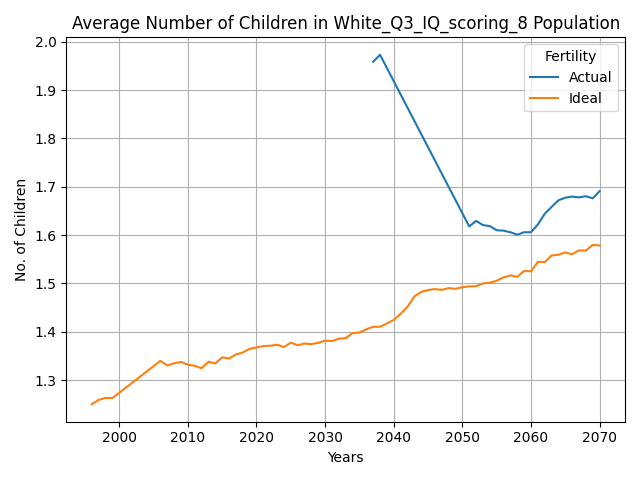 Average Number of Children in White_Q3_IQ_scoring_8 Population
Fertility
Actual
Ideal
No. of Children
2.0
1.9
1.8
1.7
1.6
1.5
1.4
1.3
2000 2010 2020 2030 2040 2050 2060 2070
Years